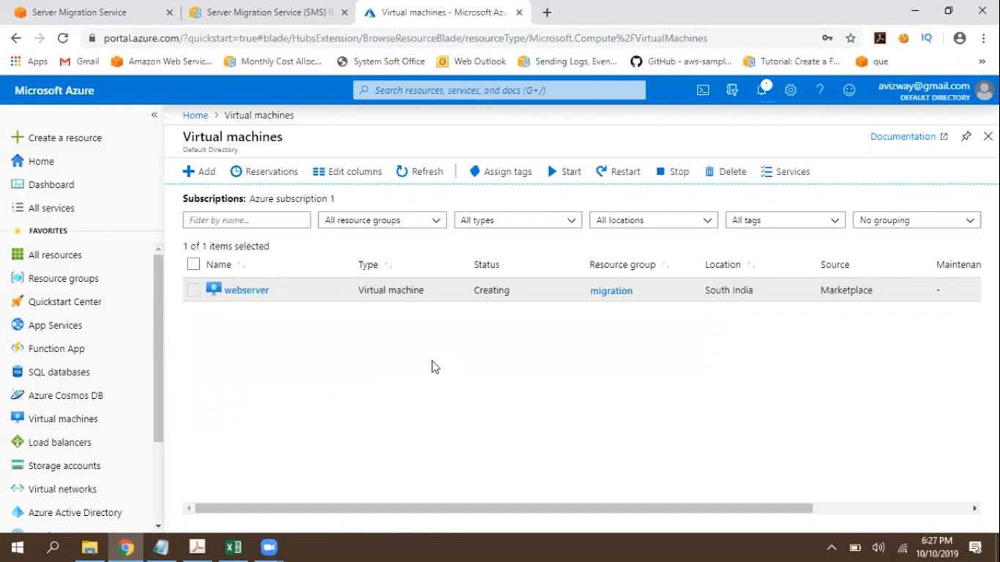 Server Migration Service
Server Migration Service (SMS) R
Virtual machines - Microsoft Azu
portal.azure.com/?quickstart=true#blade/HubsExtension/BrowseResourceBlade/resourceType/Microsoft.Compute%2FVirtualMachines
IQ
Apps
Gmail
Amazon Web Servic...
Monthly Cost Alloc...
System Soft Office
Web Outlook
Sending Logs, Even...
GitHub - aws-sampl...
Tutorial: Create a F...
que
»
Microsoft Azure
Search resources, services, and docs (G+/)
1
avizway@gmail.com
DEFAULT DIRECTORY
«
Create a resource
Home
Dashboard
All services
FAVORITES
All resources
Resource groups
Quickstart Center
App Services
Function App
SQL databases
Azure Cosmos DB
Virtual machines
Load balancers
Storage accounts
Virtual networks
Azure Active Directory
Home > Virtual machines
Virtual machines
Default Directory
Documentation
Add
Reservations
Edit columns
Refresh
Assign tags
Start
Restart
Stop
Delete
Services
Subscriptions: Azure subscription 1
Filter by name...
All resource groups
All types
All locations
All tags
No grouping
1 of 1 items selected
Name Type Status Resource group Location Source Maintenan
webserver Virtual machine Creating migration South India Marketplace -
6:27 PM
10/10/2019